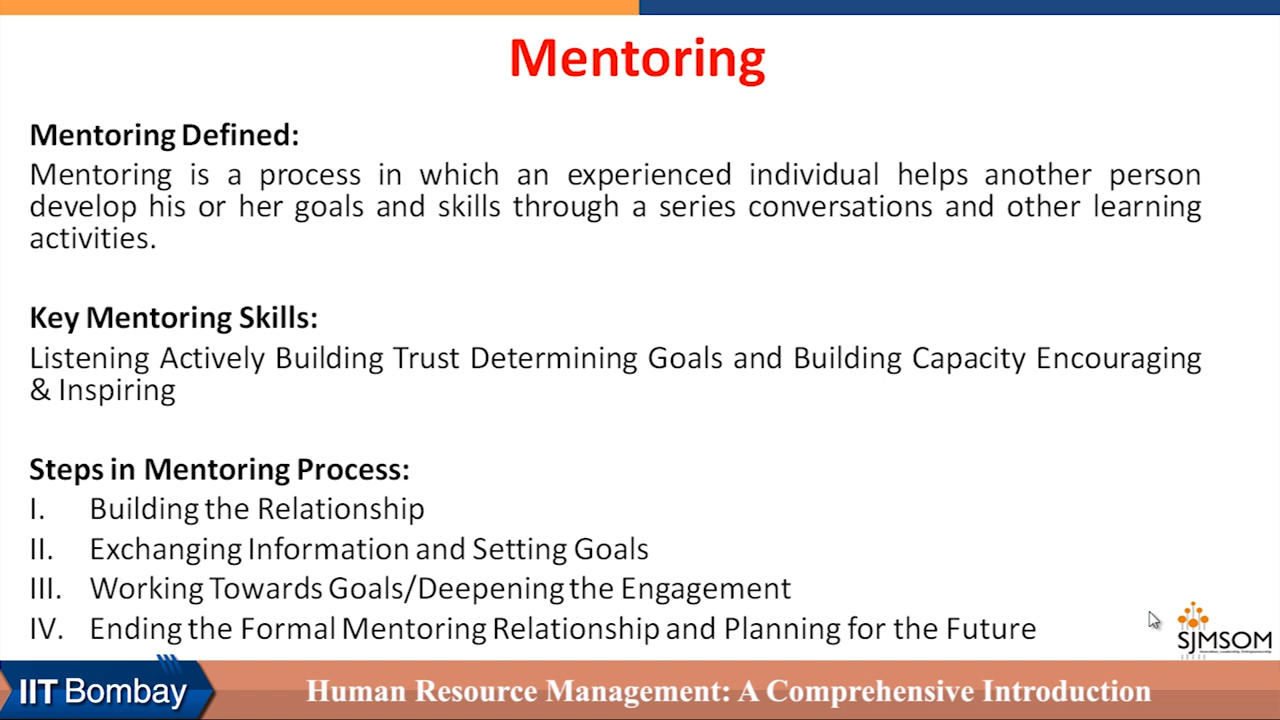 Mentoring
Mentoring Defined:
Mentoring is a process in which an experienced individual helps another person
develop his or her goals and skills through a series conversations and other learning
activities.
Key Mentoring Skills:
Listening Actively Building Trust Determining Goals and Building Capacity Encouraging
& Inspiring
Steps in Mentoring Process:
I. Building the Relationship
II. Exchanging Information and Setting Goals
III. Working Towards Goals/Deepening the Engagement
IV. Ending the Formal Mentoring Relationship and Planning for the Future
SJMSOM
IIT Bombay
Human Resource Management: A Comprehensive Introduction